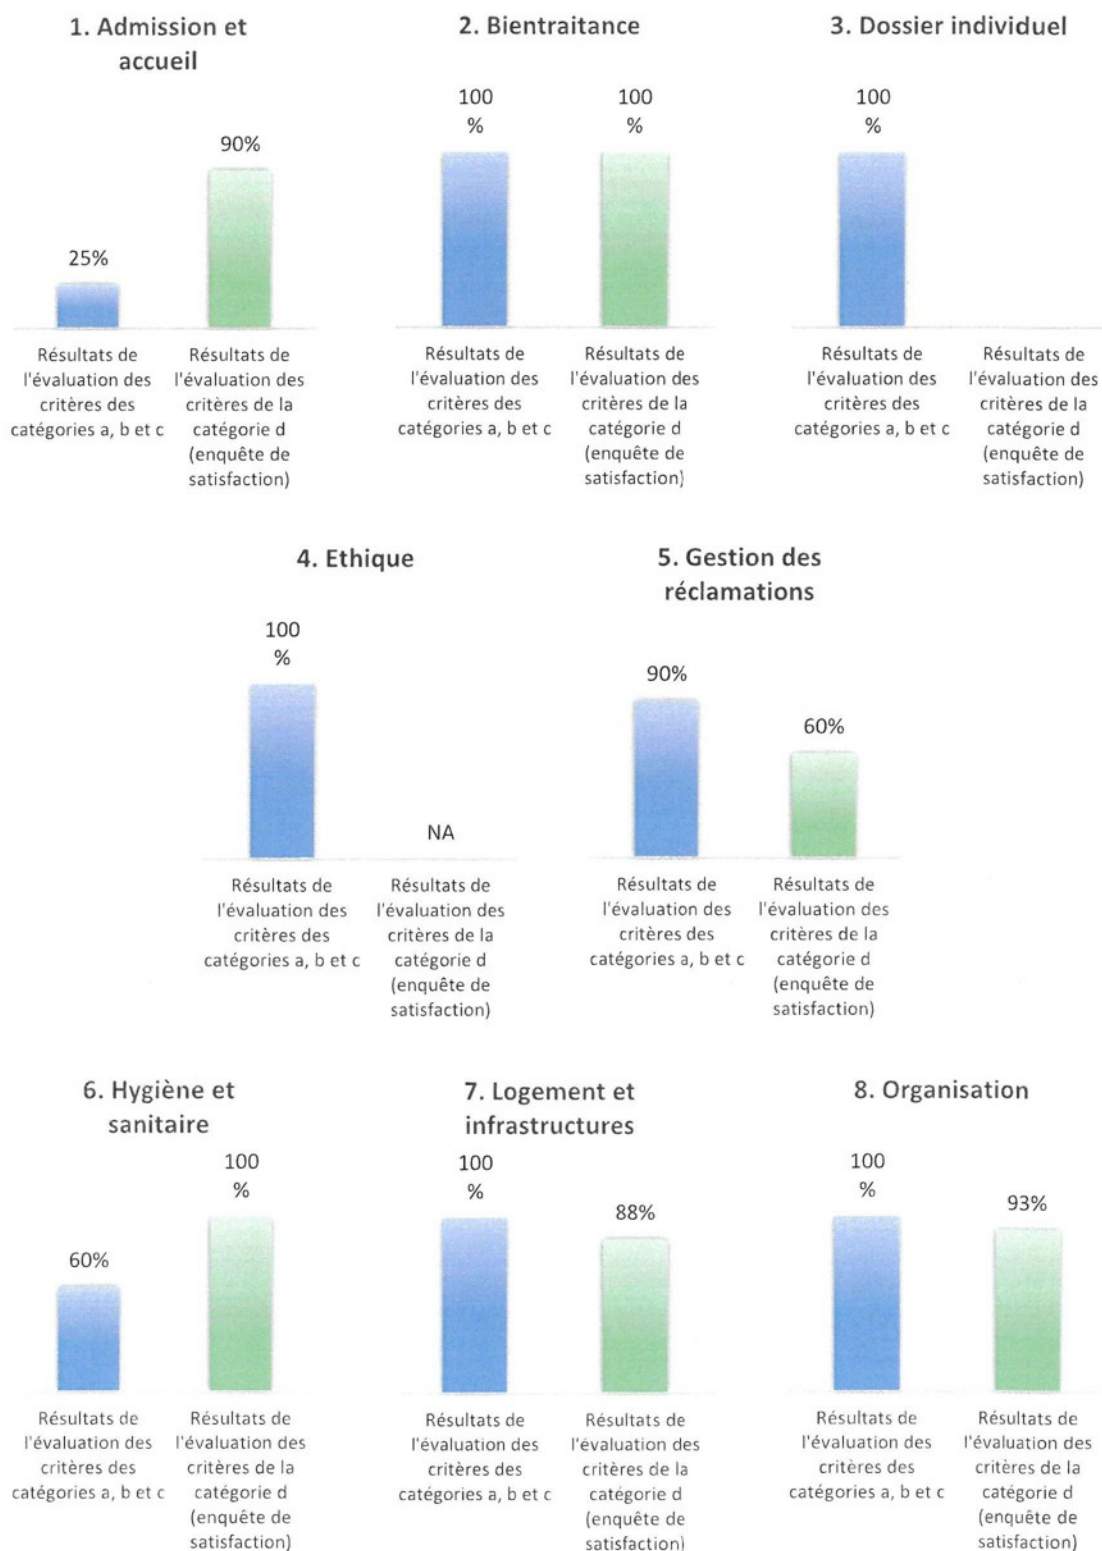 1. Admission et
accueil
90%
25%
Résultats de
l'évaluation des
critères des
catégories a, b et c
Résultats de
l'évaluation des
critères de la
catégorie d
(enquête de
satisfaction)
2. Bientraitance
100
%
100
%
Résultats de
l'évaluation des
critères des
catégories a, b et c
Résultats de
l'évaluation des
critères de la
catégorie d
(enquête de
satisfaction)
3. Dossier individuel
100
%
Résultats de
l'évaluation des
critères des
catégories a, b et c
Résultats de
l'évaluation des
critères de la
catégorie d
(enquête de
satisfaction)
4. Ethique
100
%
NA
Résultats de
l'évaluation des
critères des
catégories a, b et c
Résultats de
l'évaluation des
critères de la
catégorie d
(enquête de
satisfaction)
5. Gestion des
réclamations
90%
60%
Résultats de
l'évaluation des
critères des
catégories a, b et c
Résultats de
l'évaluation des
critères de la
catégorie d
(enquête de
satisfaction)
6. Hygiène et
sanitaire
100
%
60%
Résultats de
l'évaluation des
critères des
catégories a, b et c
Résultats de
l'évaluation des
critères de la
catégorie d
(enquête de
satisfaction)
7. Logement et
infrastructures
100
%
88%
Résultats de
l'évaluation des
critères des
catégories a, b et c
Résultats de
l'évaluation des
critères de la
catégorie d
(enquête de
satisfaction)
8. Organisation
100
%
93%
Résultats de
l'évaluation des
critères des
catégories a, b et c
Résultats de
l'évaluation des
critères de la
catégorie d
(enquête de
satisfaction)